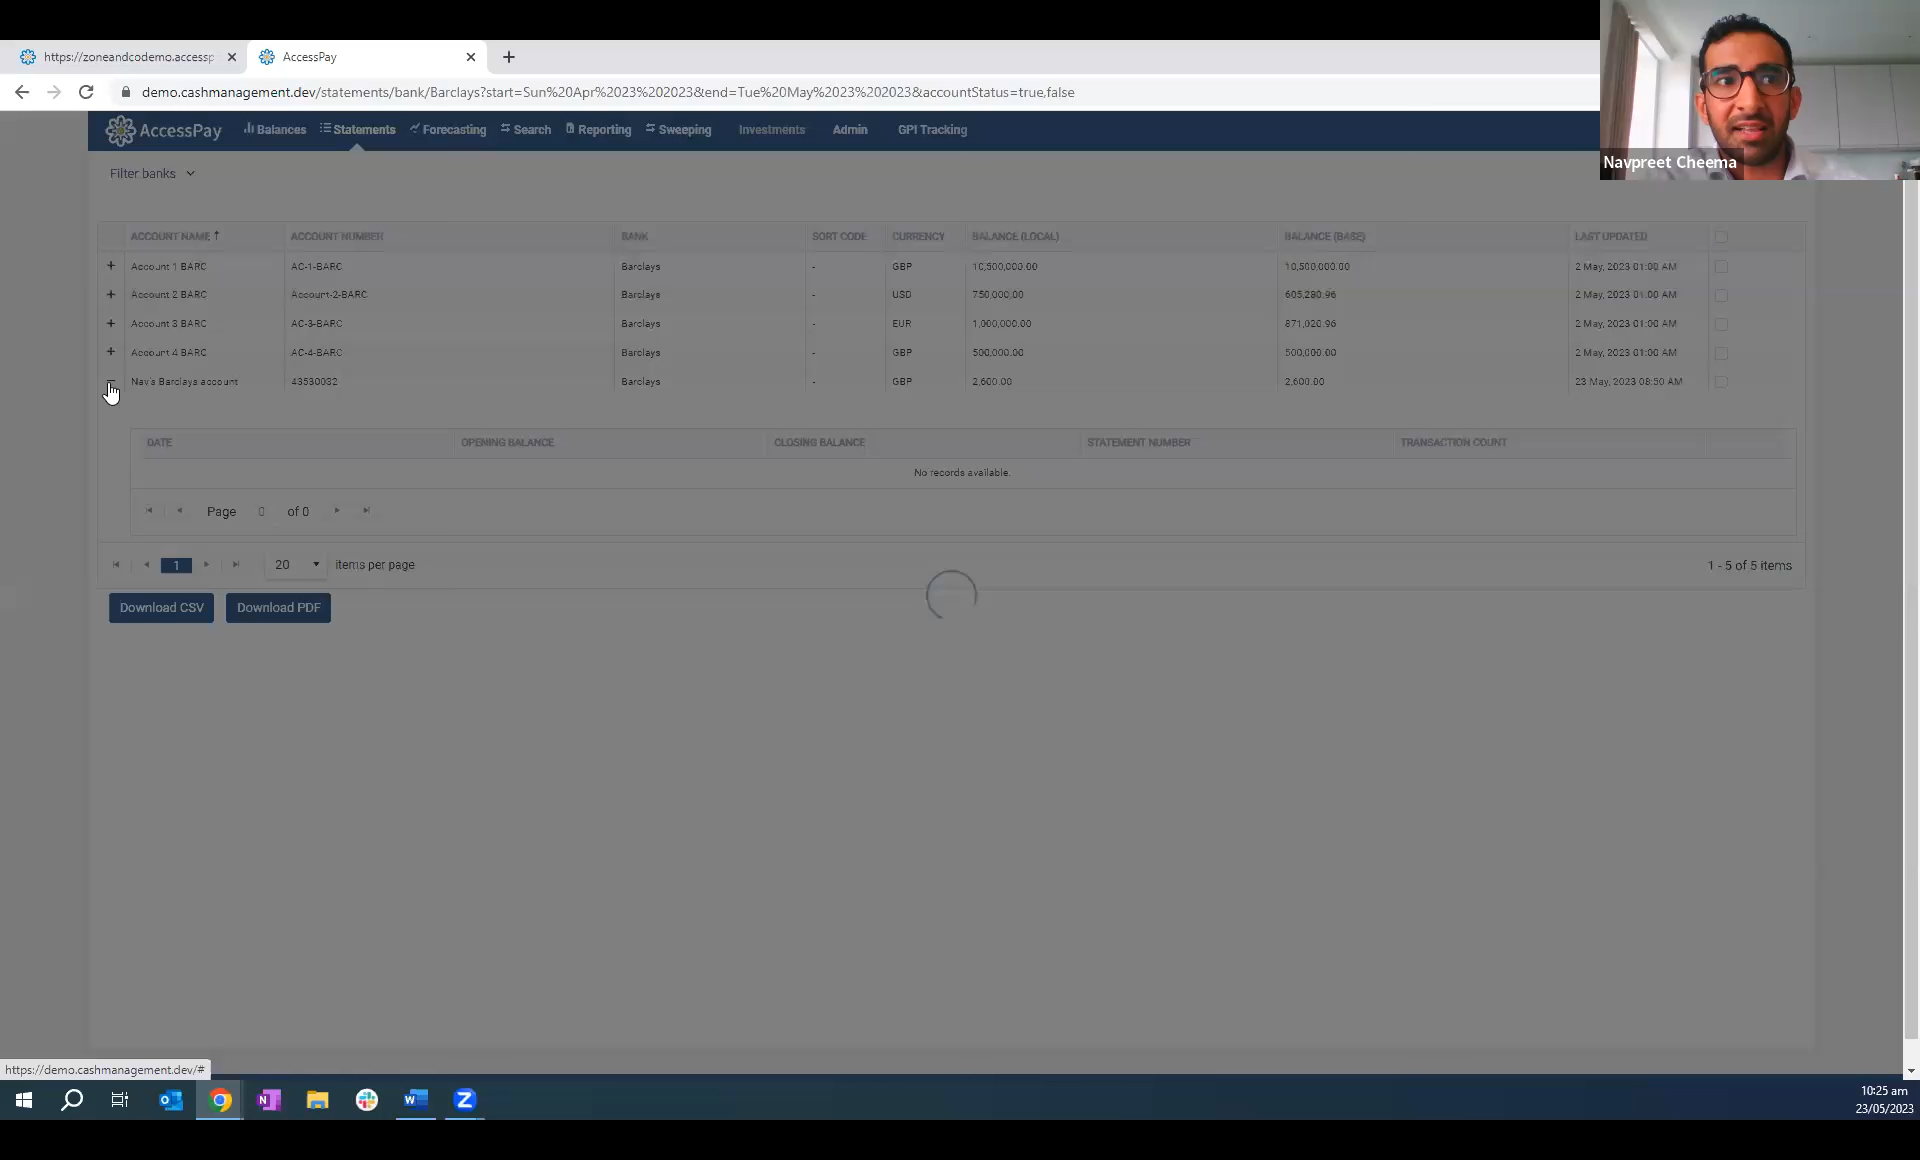 https://zoneandcodemo.accessp
AccessPay
demo.cashmanagement.dev/statements/bank/Barclays?start=Sun%20Apr%2023%202023&end=Tue%20May%2023%202023&accountStatus=true,false
AccessPay Balances Statements Forecasting Search Reporting Sweeping Investments Admin GPI Tracking
Navpreet Cheema
Filter banks
ACCOUNT NAME ↑ ACCOUNT NUMBER BANK SORT CODE CURRENCY BALANCE (LOCAL) BALANCE (BASE) LAST UPDATED
+ Account 1 BARC AC-1-BARC Barclays - GBP 10,500,000.00 10,500,000.00 2 May, 2023 01:00 AM
+ Account 2 BARC Account-2-BARC Barclays - USD 750,000.00 605,280.96 2 May, 2023 01:00 AM
+ Account 3 BARC AC-3-BARC Barclays - EUR 1,000,000.00 871,020.96 2 May, 2023 01:00 AM
+ Account 4 BARC AC-4-BARC Barclays - GBP 500,000.00 500,000.00 2 May, 2023 01:00 AM
Nav's Barclays account 43530032 Barclays - GBP 2,600.00 2,600.00 23 May, 2023 08:50 AM
DATE OPENING BALANCE CLOSING BALANCE STATEMENT NUMBER TRANSACTION COUNT
No records available.
Page 0 of 0
1 20 items per page 1 - 5 of 5 items
Download CSV Download PDF
https://demo.cashmanagement.dev/#
10:25 am
23/05/2023